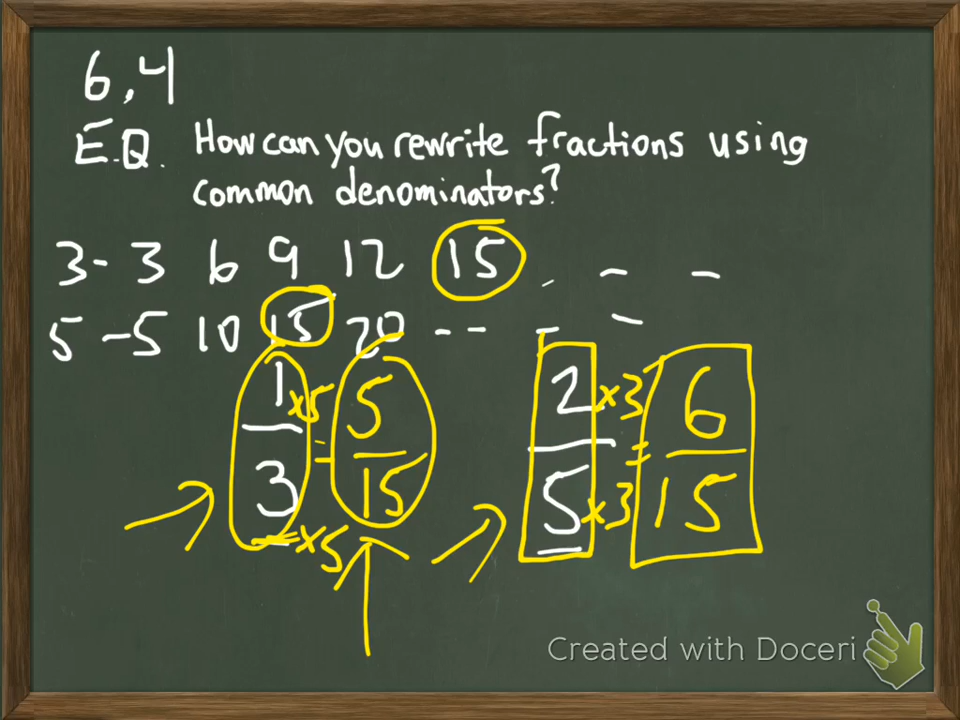 6,4
E.Q. How can you rewrite fractions using
common denominators?
3- 3 6 9 12 15 - - -
5 -5 10 15 20 -- - -
1 ×5 5 2 ×3 6
= =
3 ×5 15 5 ×3 15
Created with Doceri